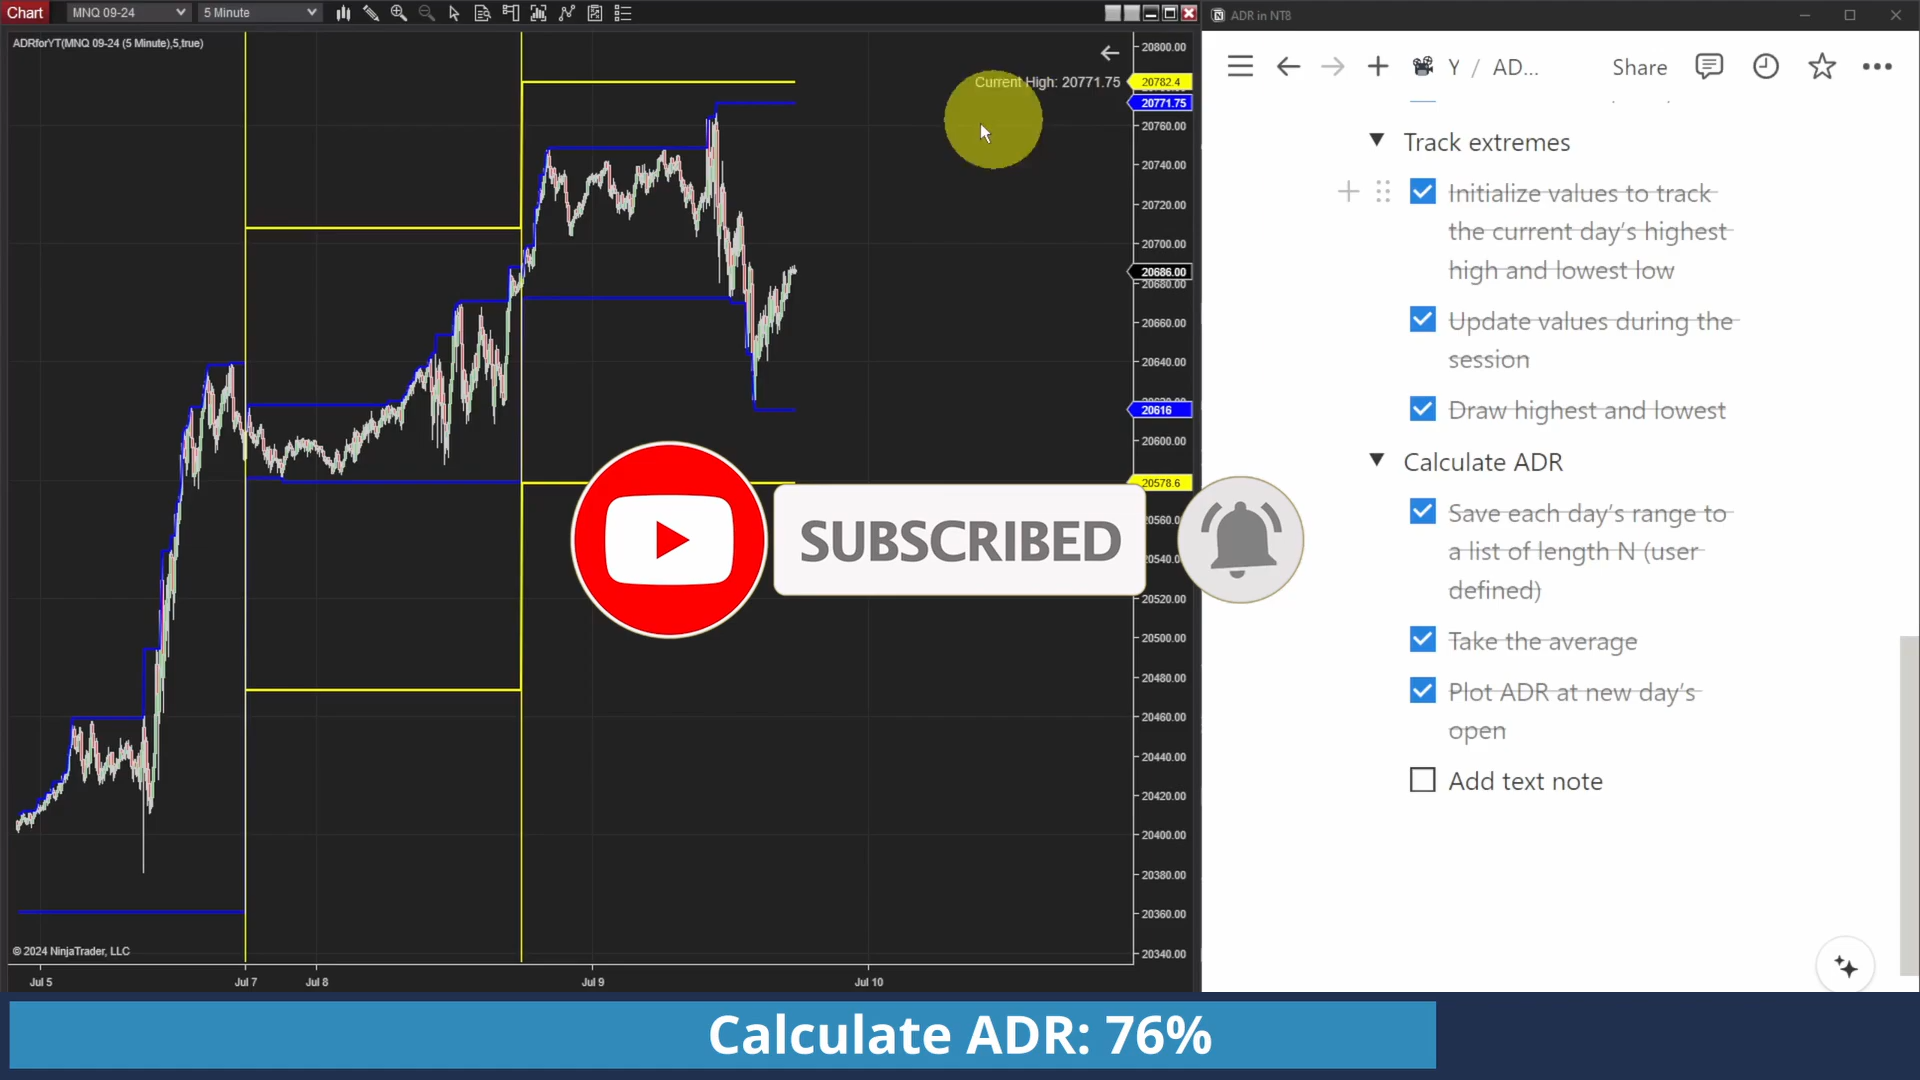 Chart
MNQ 09-24
5 Minute
ADR in NT8
ADRforYT(MNQ 09-24 (5 Minute),5,true)
Current High: 20771.75
20800.00
20782.4
20771.75
20760.00
20740.00
20720.00
20700.00
20686.00
20680.00
20660.00
20640.00
20616
20600.00
20578.6
20560.00
20540.00
20520.00
20500.00
20480.00
20460.00
20440.00
20420.00
20400.00
20380.00
20360.00
20340.00
© 2024 NinjaTrader, LLC
Jul 5
Jul 7
Jul 8
Jul 9
Jul 10
SUBSCRIBED
Y / AD...
Share
Track extremes
Initialize values to track
the current day's highest
high and lowest low
Update values during the
session
Draw highest and lowest
Calculate ADR
Save each day's range to
a list of length N (user
defined)
Take the average
Plot ADR at new day's
open
Add text note
Calculate ADR: 76%